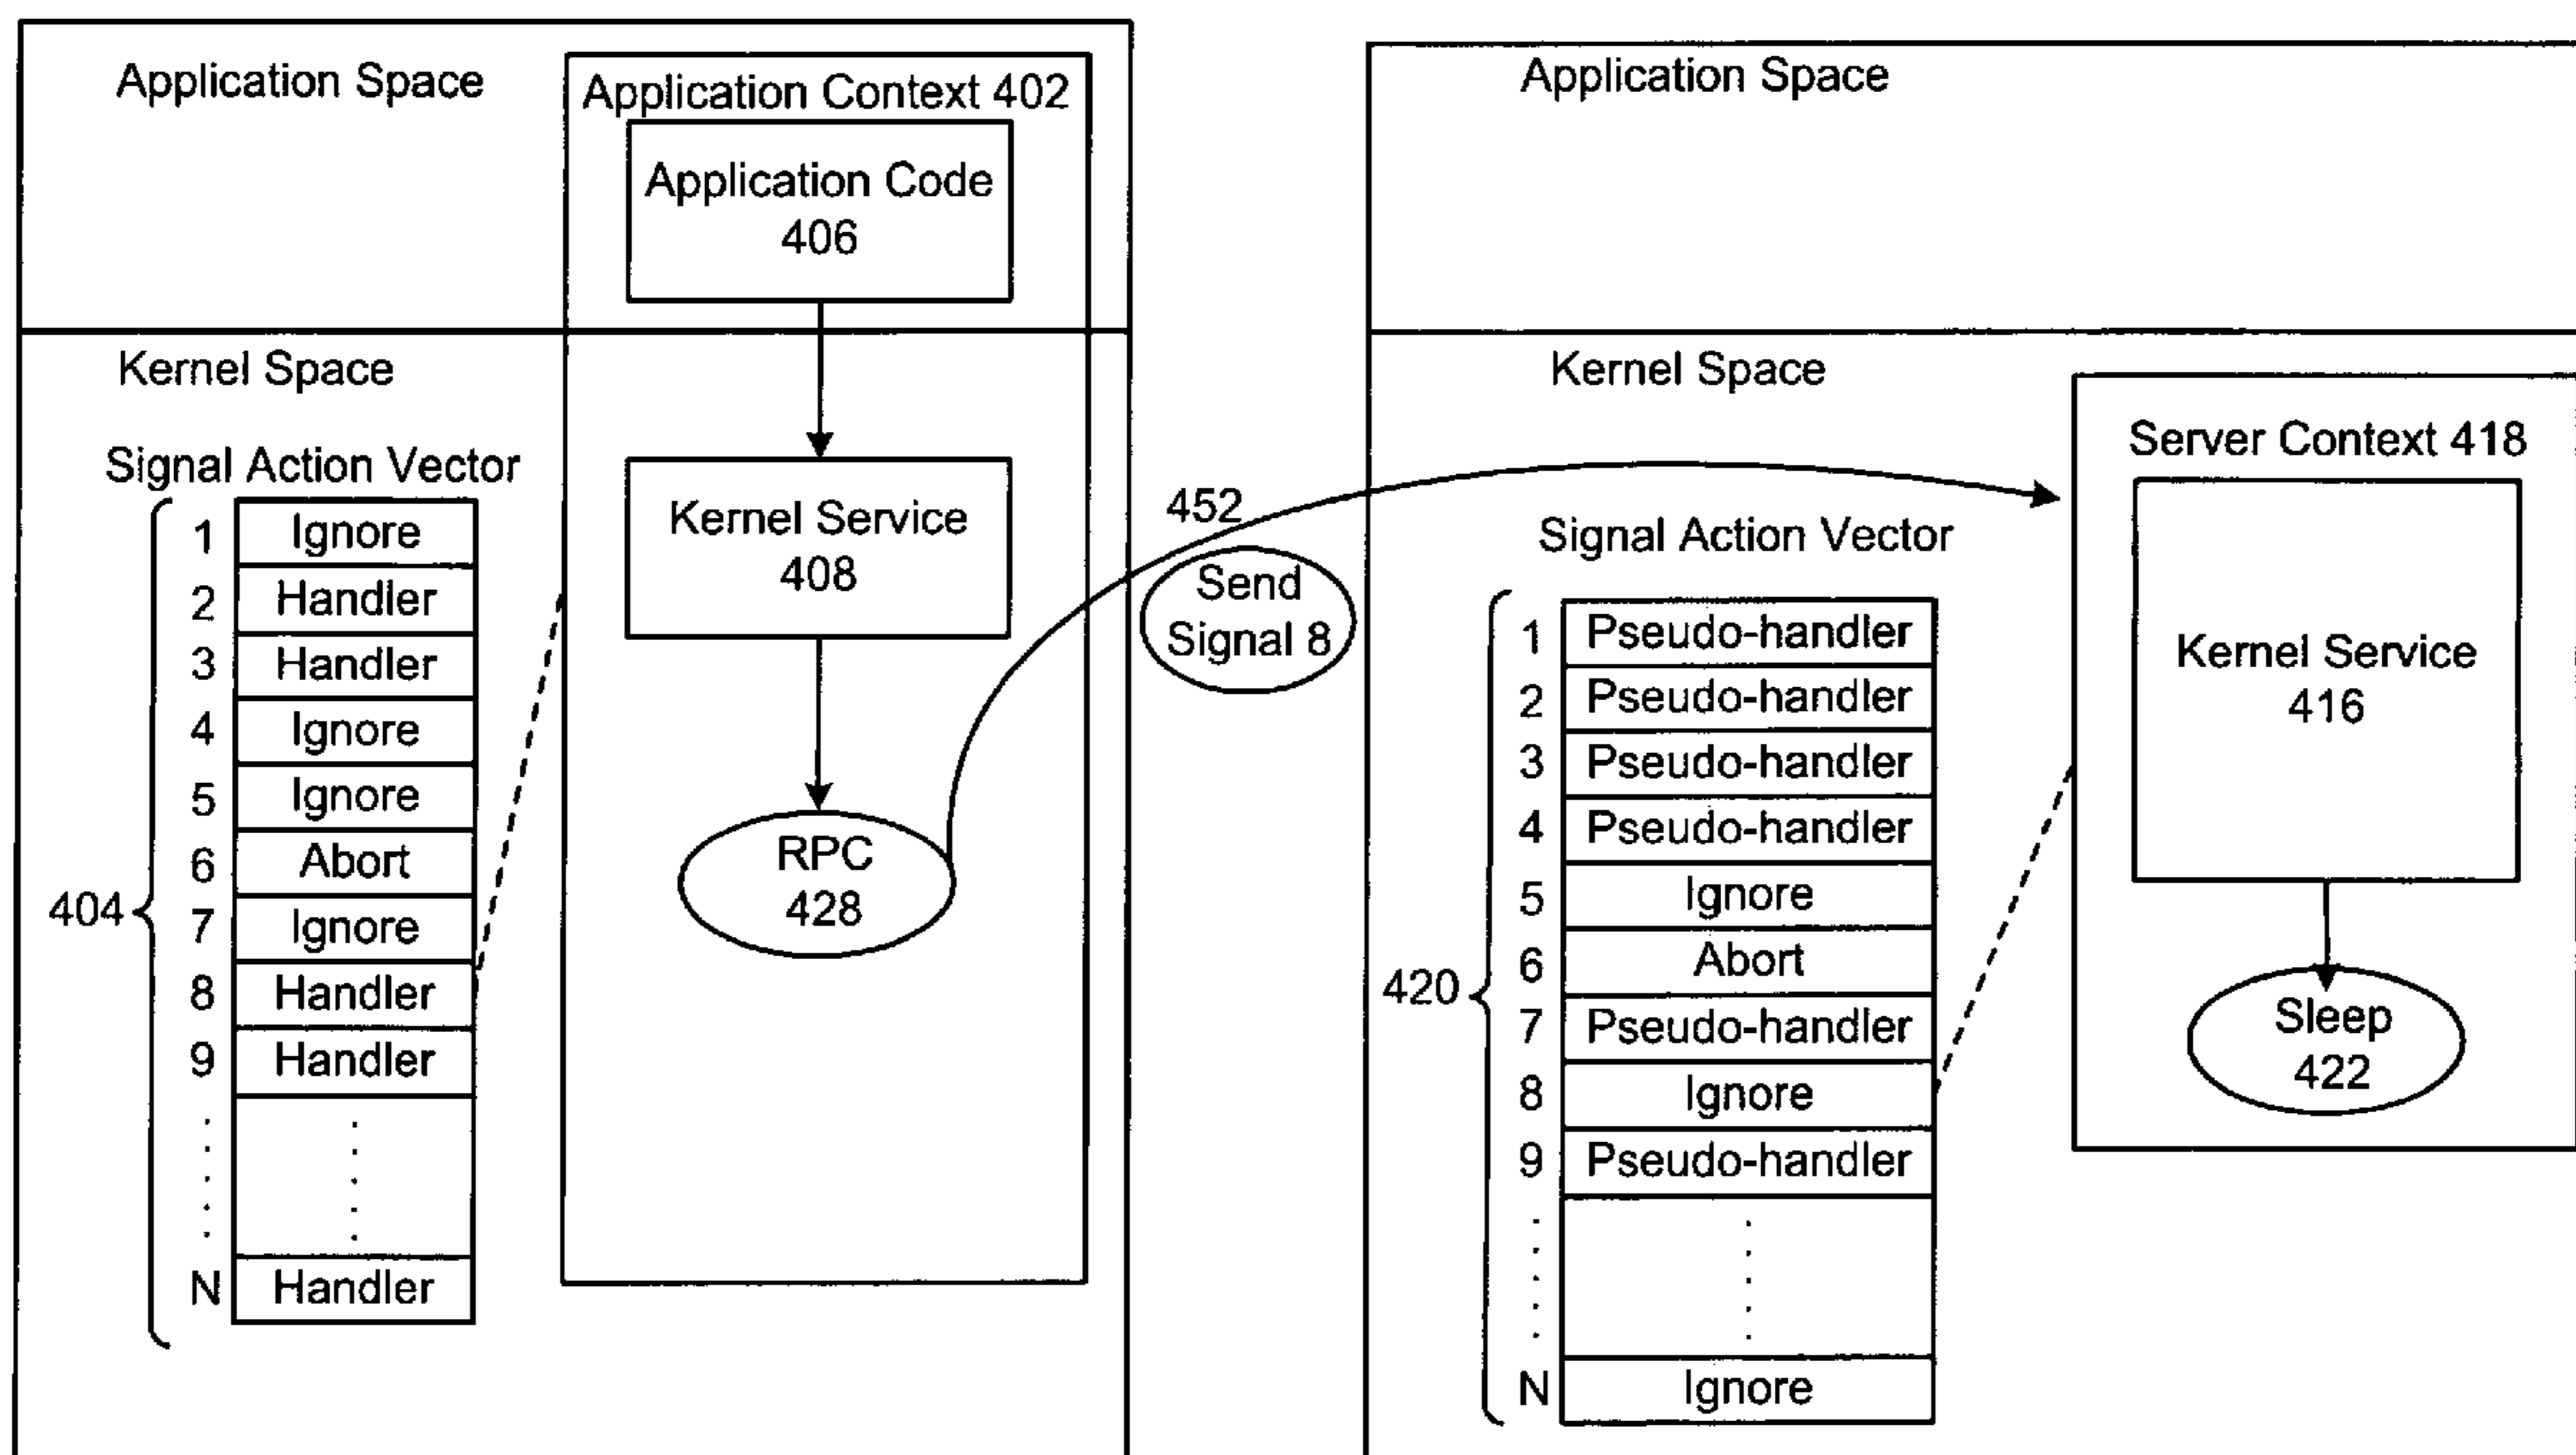 Application Space
Application Context 402
Application Code
406
Kernel Space
Signal Action Vector
404
1 Ignore
2 Handler
3 Handler
4 Ignore
5 Ignore
6 Abort
7 Ignore
8 Handler
9 Handler
N Handler
Kernel Service
408
RPC
428
452
Send
Signal 8
Application Space
Kernel Space
Signal Action Vector
420
1 Pseudo-handler
2 Pseudo-handler
3 Pseudo-handler
4 Pseudo-handler
5 Ignore
6 Abort
7 Pseudo-handler
8 Ignore
9 Pseudo-handler
N Ignore
Server Context 418
Kernel Service
416
Sleep
422